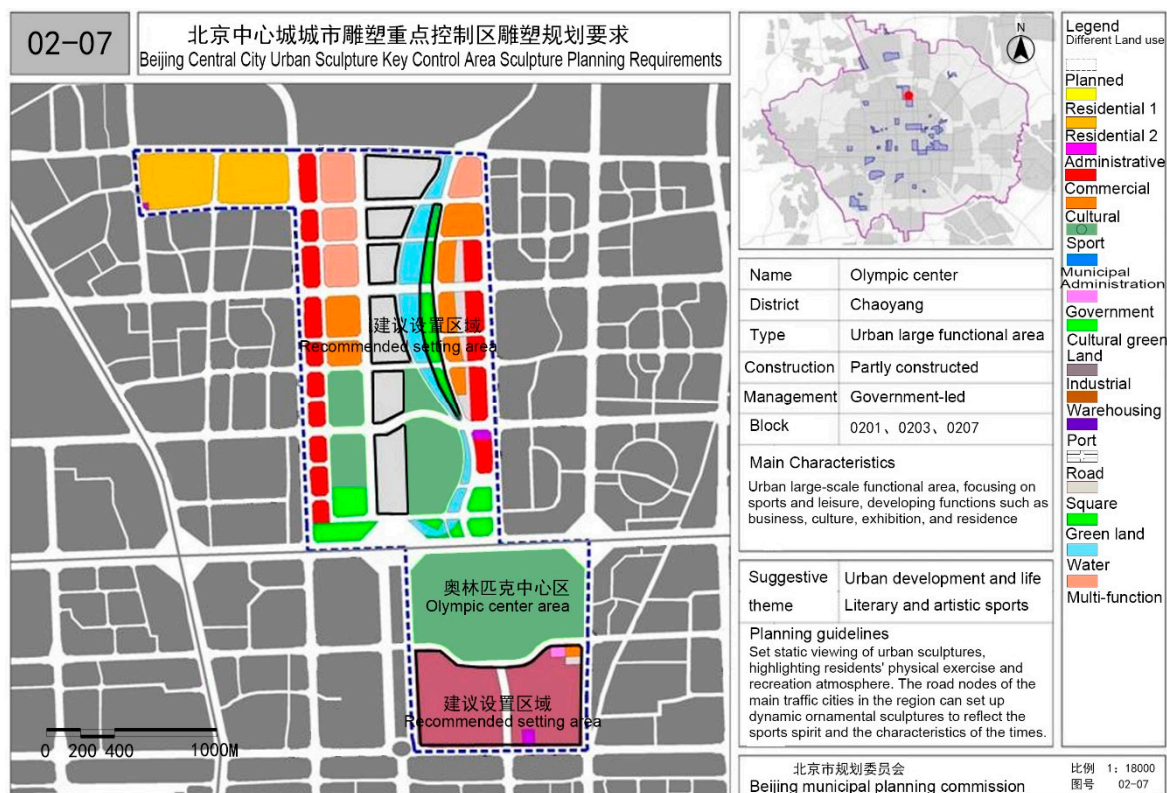 02-07
北京中心城城市雕塑重点控制区雕塑规划要求
Beijing Central City Urban Sculpture Key Control Area Sculpture Planning Requirements
建议设置区域
Recommended setting area
奥林匹克中心区
Olympic center area
建议设置区域
Recommended setting area
0 200 400 1000M
N
Name Olympic center
District Chaoyang
Type Urban large functional area
Construction Partly constructed
Management Government-led
Block 0201、0203、0207
Main Characteristics
Urban large-scale functional area, focusing on
sports and leisure, developing functions such as
business, culture, exhibition, and residence
Suggestive Urban development and life
theme Literary and artistic sports
Planning guidelines
Set static viewing of urban sculptures,
highlighting residents' physical exercise and
recreation atmosphere. The road nodes of the
main traffic cities in the region can set up
dynamic ornamental sculptures to reflect the
sports spirit and the characteristics of the times.
北京市规划委员会
Beijing municipal planning commission
比例 1: 18000
图号 02-07
Legend
Different Land use
Planned
Residential 1
Residential 2
Administrative
Commercial
Cultural
Sport
Municipal
Administration
Government
Cultural green
Land
Industrial
Warehousing
Port
Road
Square
Green land
Water
Multi-function